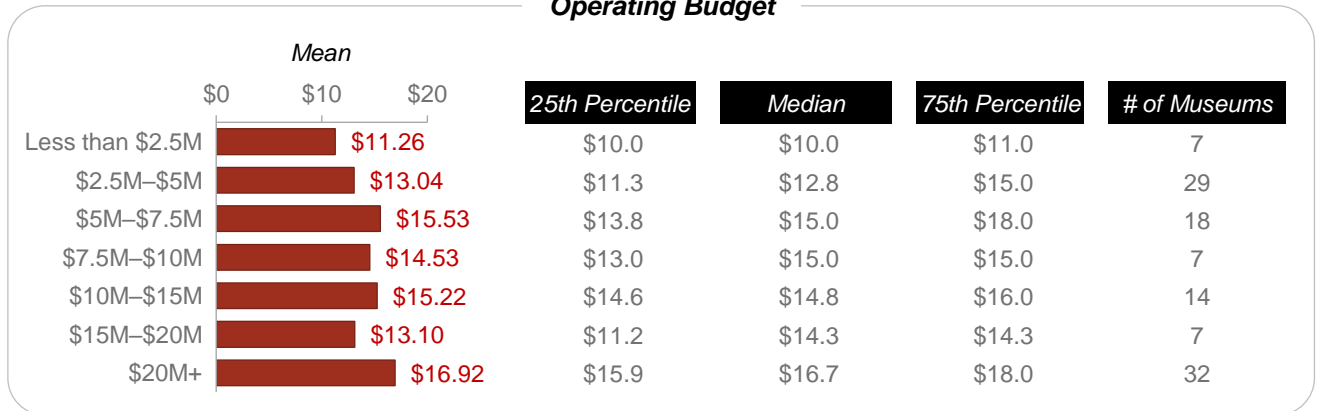 Operating Budget
Mean
$0 $10 $20
25th Percentile Median 75th Percentile # of Museums
Less than $2.5M $11.26 $10.0 $10.0 $11.0 7
$2.5M–$5M $13.04 $11.3 $12.8 $15.0 29
$5M–$7.5M $15.53 $13.8 $15.0 $18.0 18
$7.5M–$10M $14.53 $13.0 $15.0 $15.0 7
$10M–$15M $15.22 $14.6 $14.8 $16.0 14
$15M–$20M $13.10 $11.2 $14.3 $14.3 7
$20M+ $16.92 $15.9 $16.7 $18.0 32